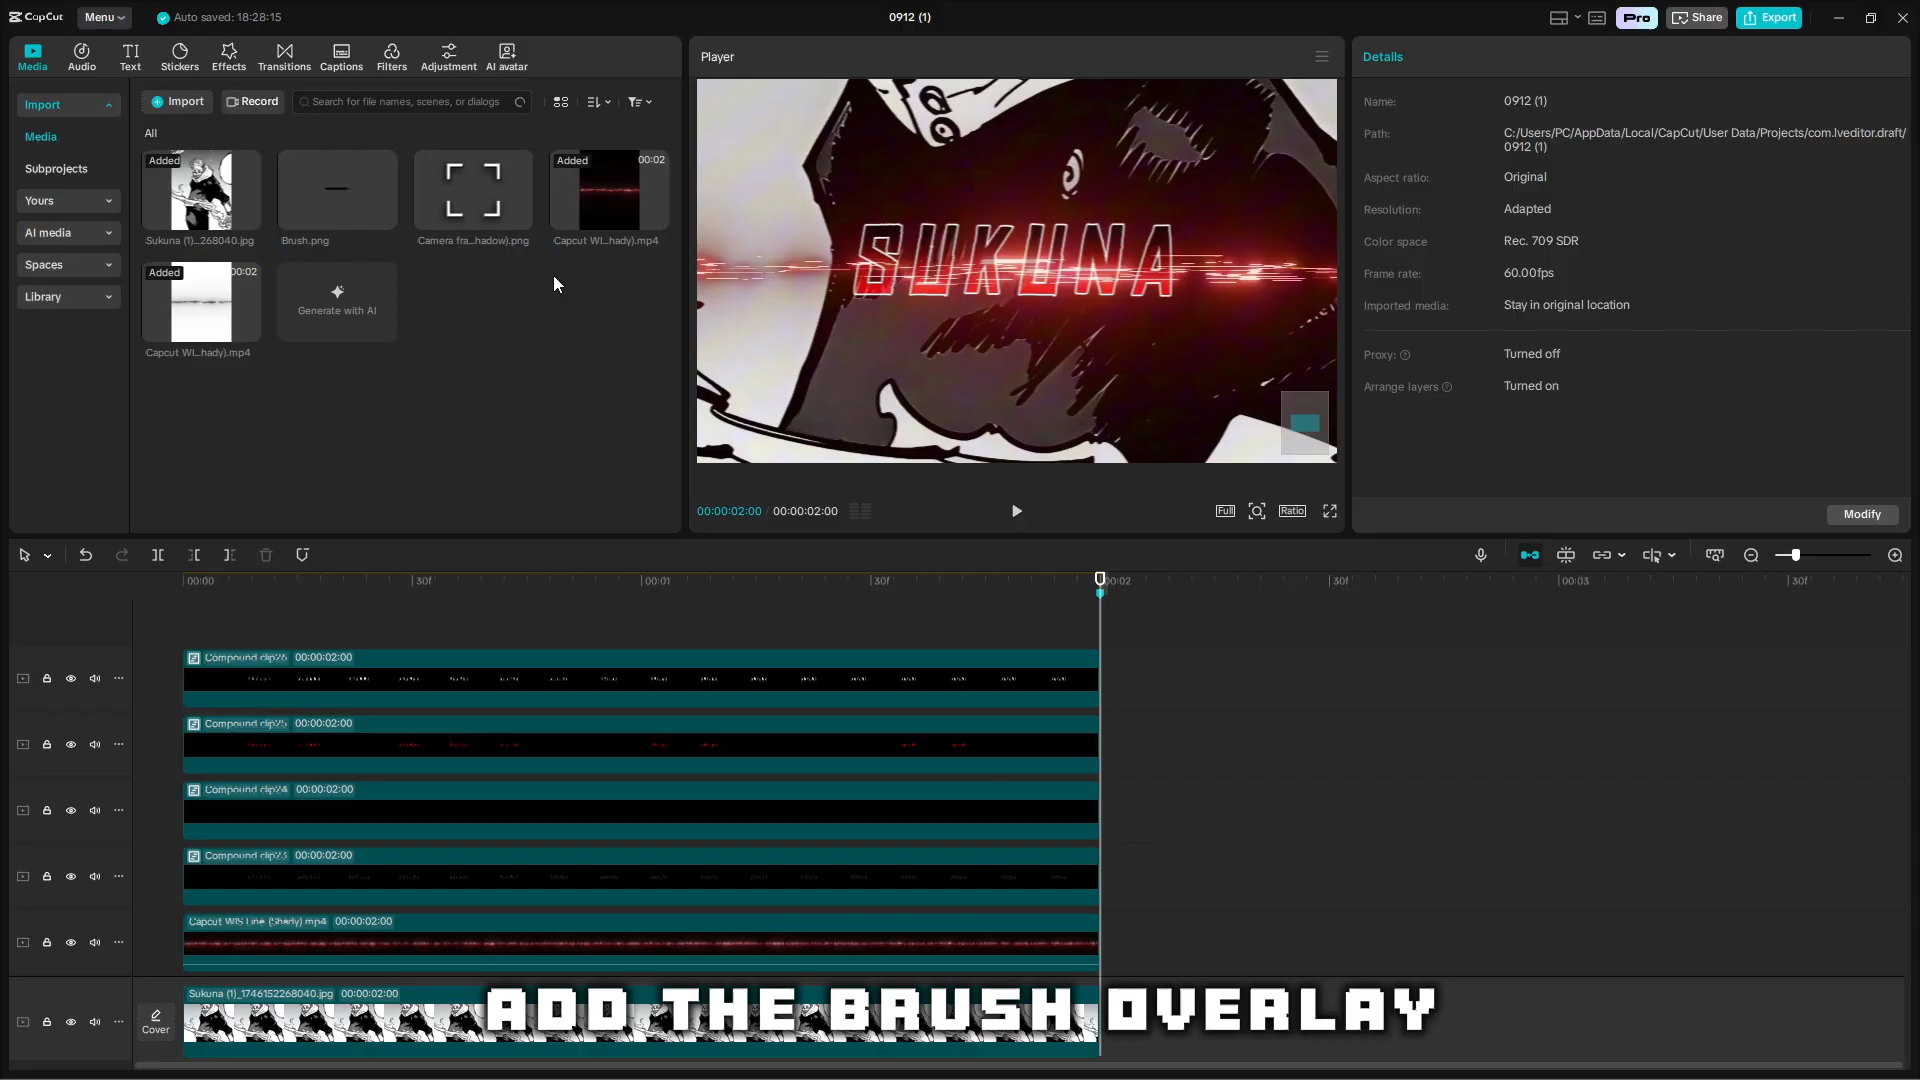 CapCut
Menu
Auto saved: 18:28:15
0912 (1)
Pro
Share
Export
Media
Audio
Text
Stickers
Effects
Transitions
Captions
Filters
Adjustment
AI avatar
Import
Media
Subprojects
Yours
AI media
Spaces
Library
Import
Record
Search for file names, scenes, or dialogs
All
Added
Added
00:02
Sukuna (1)...268040.jpg
Brush.png
Camera fra...hadow).png
Capcut WI...hady).mp4
Added
00:02
Capcut WI...hady).mp4
Generate with AI
Player
SUKUNA
00:00:02:00 / 00:00:02:00
Full
Ratio
Details
Name: 0912 (1)
Path: C:/Users/PC/AppData/Local/CapCut/User Data/Projects/com.lveditor.draft/
0912 (1)
Aspect ratio: Original
Resolution: Adapted
Color space Rec. 709 SDR
Frame rate: 60.00fps
Imported media: Stay in original location
Proxy: Turned off
Arrange layers Turned on
Modify
00:00
30f
00:01
30f
00:02
30f
00:03
30f
Compound clip26 00:00:02:00
Compound clip25 00:00:02:00
Compound clip24 00:00:02:00
Compound clip23 00:00:02:00
Capcut WIS Line (Shady).mp4 00:00:02:00
Sukuna (1)_1746152268040.jpg 00:00:02:00
Cover
ADD THE BRUSH OVERLAY